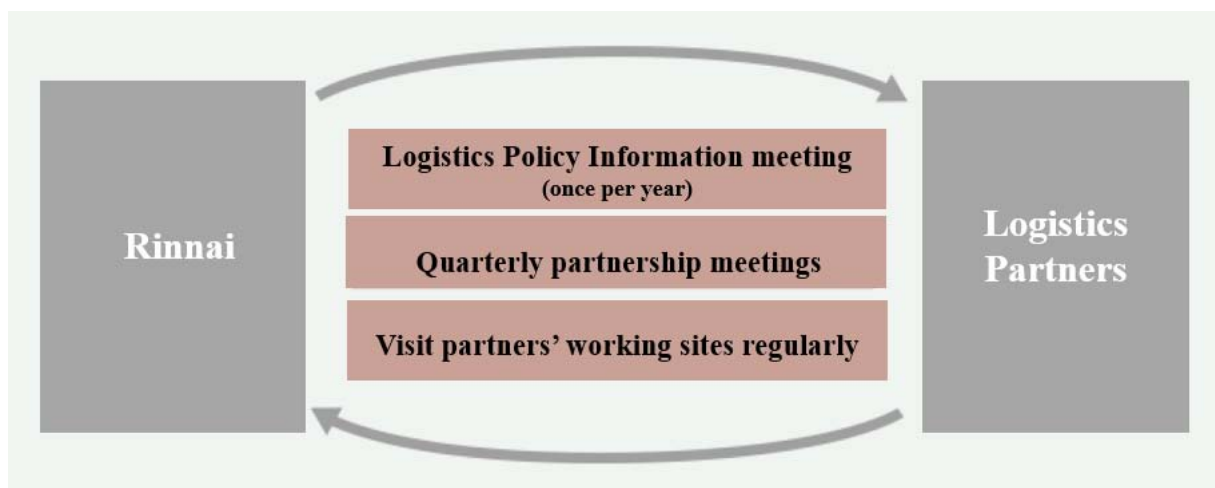 Rinnai
Logistics Policy Information meeting
(once per year)
Quarterly partnership meetings
Visit partners’ working sites regularly
Logistics
Partners